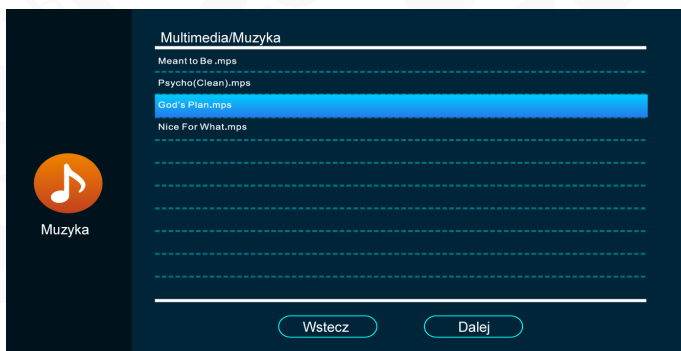 Multimedia/Muzyka
Meant to Be .mps
Psycho(Clean).mps
God's Plan.mps
Nice For What.mps
Muzyka
Wstecz
Dalej